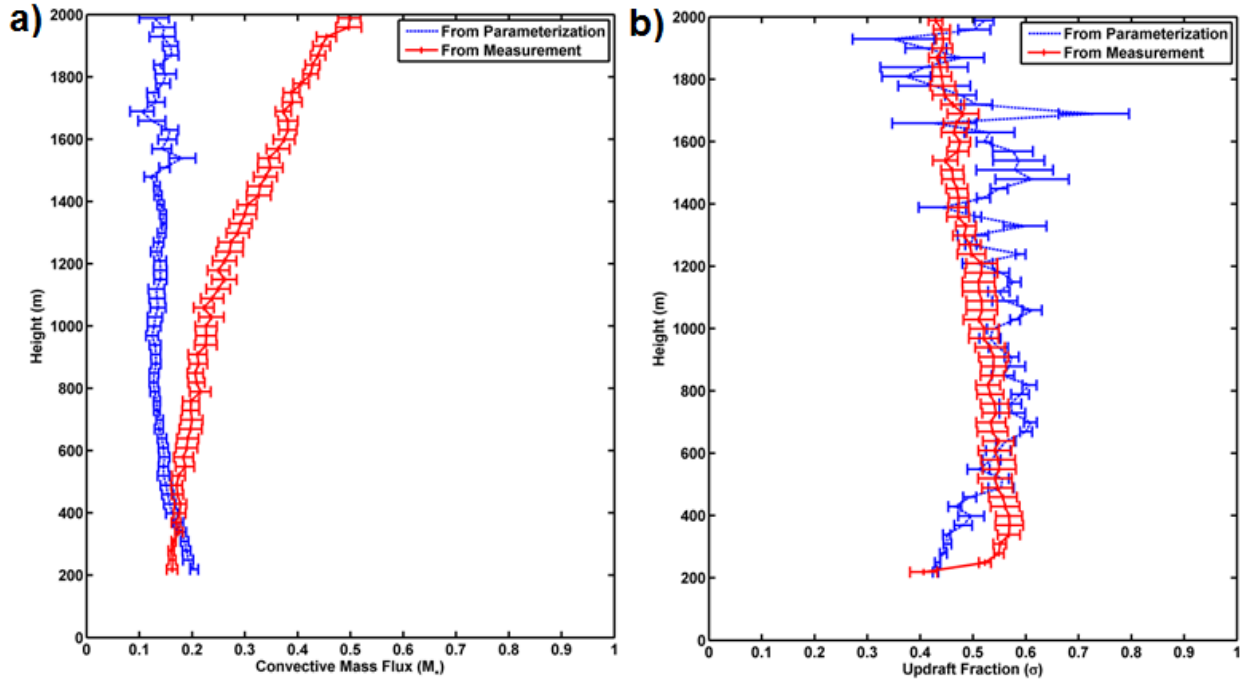 a)
2000
1800
1600
1400
1200
1000
800
600
400
200
0
Height (m)
0 0.1 0.2 0.3 0.4 0.5 0.6 0.7 0.8 0.9 1
Convective Mass Flux (M*)
From Parameterization
From Measurement
b)
2000
1800
1600
1400
1200
1000
800
600
400
200
0
Height (m)
0 0.1 0.2 0.3 0.4 0.5 0.6 0.7 0.8 0.9 1
Updraft Fraction (σ)
From Parameterization
From Measurement